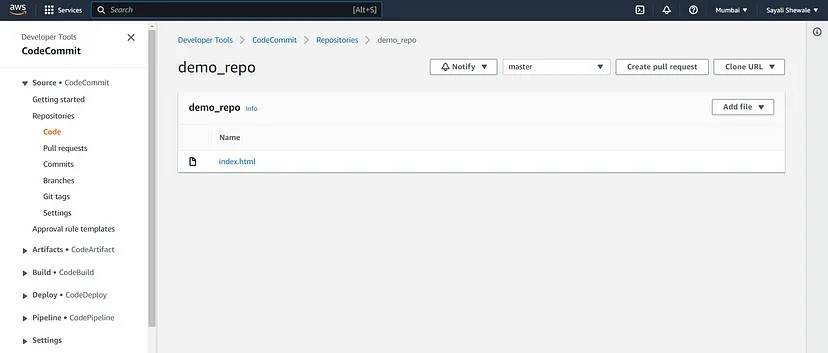 aws Services Search [Alt+S] Mumbai Sayali Shewale
Developer Tools
CodeCommit
Source • CodeCommit
Getting started
Repositories
Code
Pull requests
Commits
Branches
Git tags
Settings
Approval rule templates
Artifacts • CodeArtifact
Build • CodeBuild
Deploy • CodeDeploy
Pipeline • CodePipeline
Settings
Developer Tools CodeCommit Repositories demo_repo
demo_repo Notify master Create pull request Clone URL
demo_repo Info Add file
Name
index.html